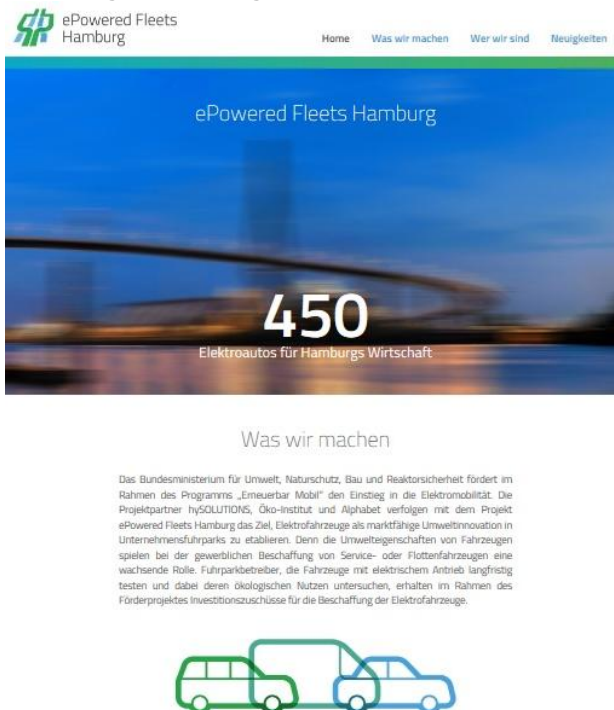 ePowered Fleets
Hamburg
Home Was wir machen Wer wir sind Neuigkeiten
ePowered Fleets Hamburg
450
Elektroautos für Hamburgs Wirtschaft
Was wir machen
Das Bundesministerium für Umwelt, Naturschutz, Bau und Reaktorsicherheit fördert im
Rahmen des Programms „Erneuerbar Mobil“ den Einstieg in die Elektromobilität. Die
Projektpartner hySOLUTIONS, Öko-Institut und Alphabet verfolgen mit dem Projekt
ePowered Fleets Hamburg das Ziel, Elektrofahrzeuge als marktfähige Umweltinnovation in
Unternehmensfuhrparks zu etablieren. Denn die Umwelteigenschaften von Fahrzeugen
spielen bei der gewerblichen Beschaffung von Service- oder Flottenfahrzeugen eine
wachsende Rolle. Fuhrparkbetreiber, die Fahrzeuge mit elektrischem Antrieb langfristig
testen und dabei deren ökologischen Nutzen untersuchen, erhalten im Rahmen des
Förderprojektes Investitionszuschüsse für die Beschaffung der Elektrofahrzeuge.